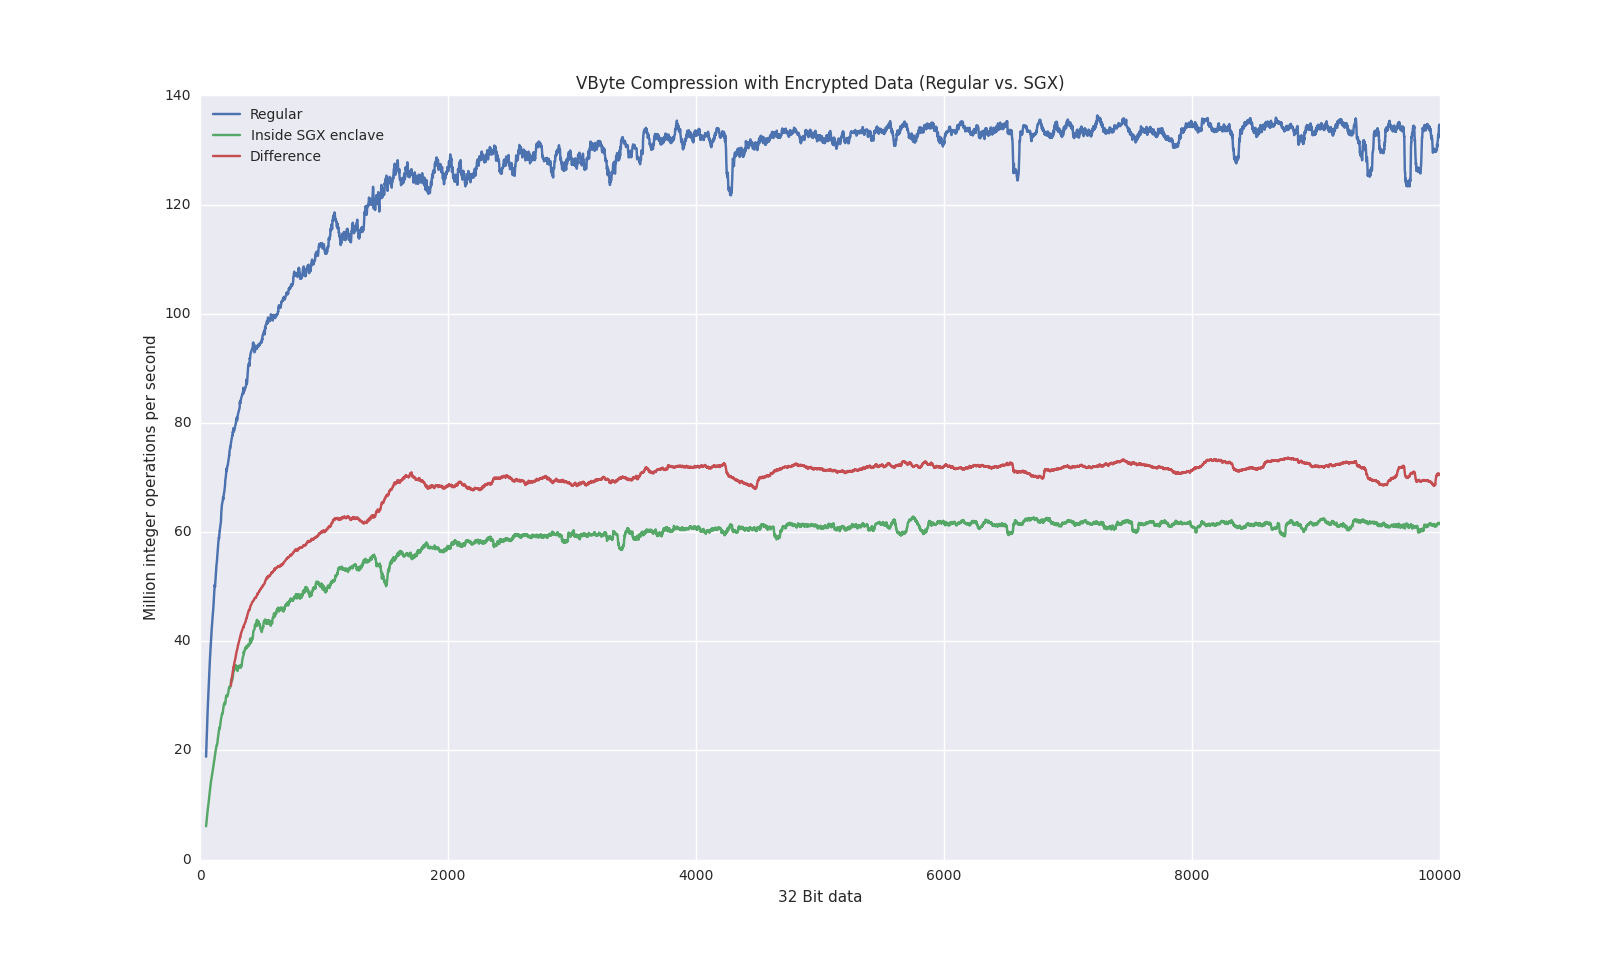 VByte Compression with Encrypted Data (Regular vs. SGX)
140
Regular
Inside SGX enclave
Difference
120
100
80
60
40
20
0
Million integer operations per second
0 2000 4000 6000 8000 10000
32 Bit data